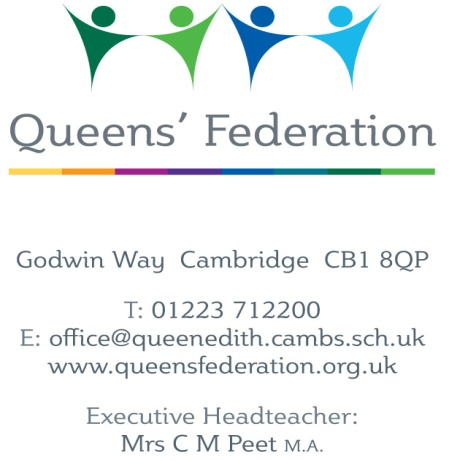 Queens’ Federation
Godwin Way Cambridge CB1 8QP
T: 01223 712200
E: office@queenedith.cambs.sch.uk
www.queensfederation.org.uk
Executive Headteacher:
Mrs C M Peet M.A.